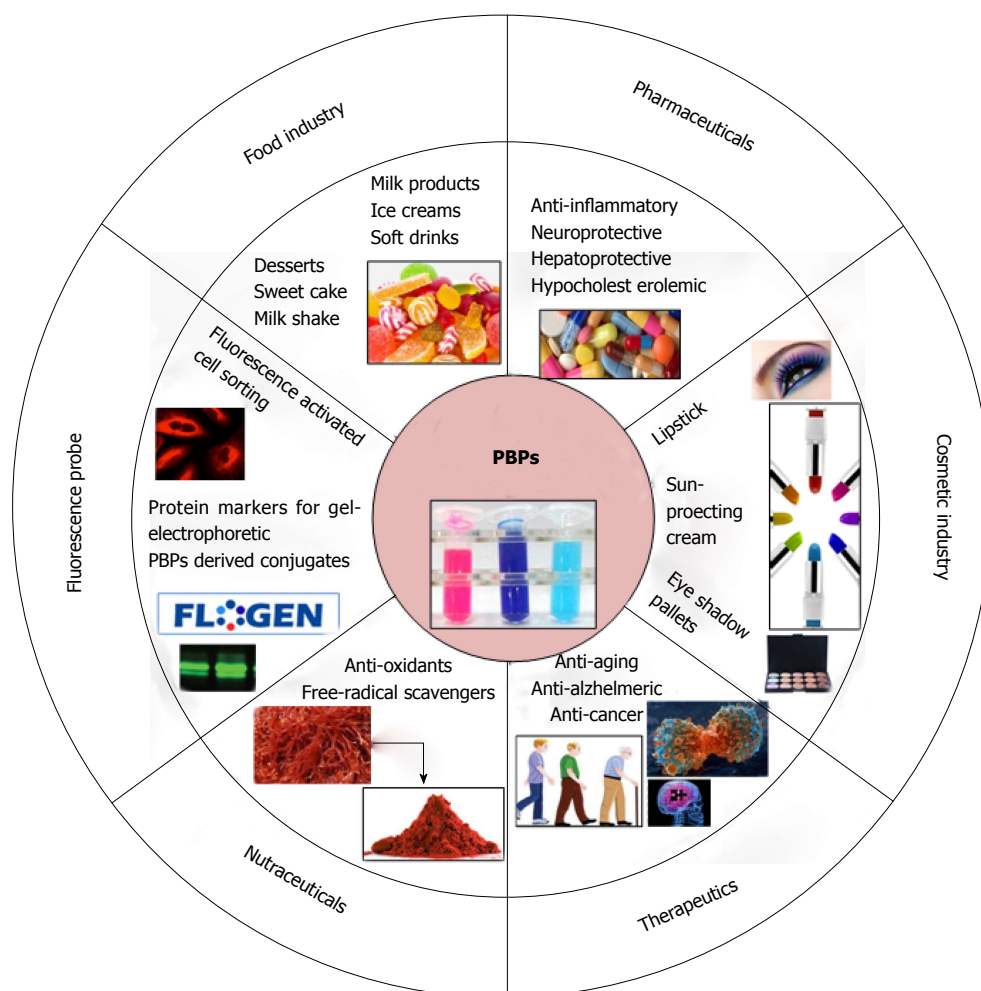 Food industry
Pharmaceuticals
Milk products
Ice creams
Soft drinks
Desserts
Sweet cake
Milk shake
Anti-inflammatory
Neuroprotective
Hepatoprotective
Hypocholest erolemic
Fluorescence activated
cell sorting
Lipstick
Sun-
proecting
cream
Eye shadow
pallets
Cosmetic industry
PBPs
Fluorescence probe
Protein markers for gel-
electrophoretic
PBPs derived conjugates
FLOGEN
Anti-oxidants
Free-radical scavengers
Anti-aging
Anti-alzhelmeric
Anti-cancer
Nutraceuticals
Therapeutics